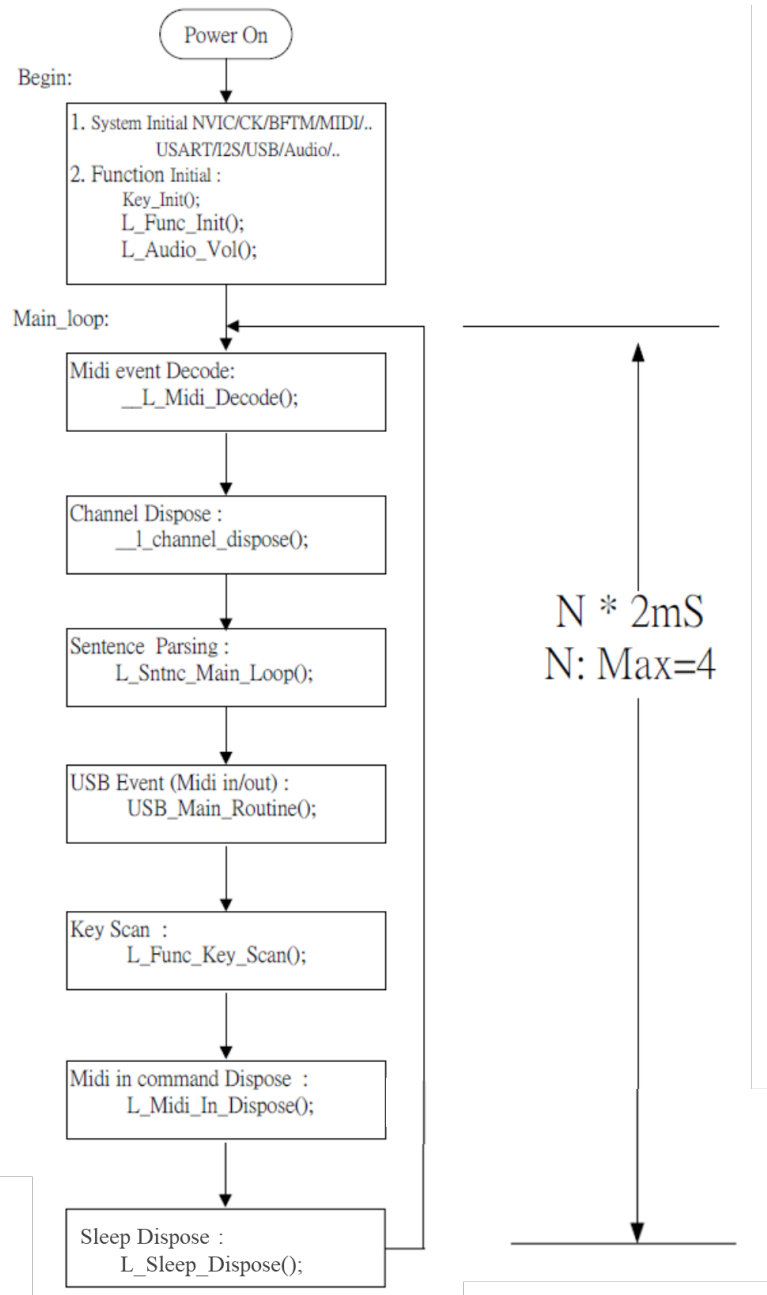 Power On
Begin:
1. System Initial NVIC/CK/BFTM/MIDI/..
USART/I2S/USB/Audio/..
2. Function Initial :
Key_Init();
L_Func_Init();
L_Audio_Vol();
Main_loop:
Midi event Decode:
__L_Midi_Decode();
Channel Dispose :
__l_channel_dispose();
Sentence Parsing :
L_Sntnc_Main_Loop();
USB Event (Midi in/out) :
USB_Main_Routine();
Key Scan :
L_Func_Key_Scan();
Midi in command Dispose :
L_Midi_In_Dispose();
Sleep Dispose :
L_Sleep_Dispose();
N * 2mS
N: Max=4